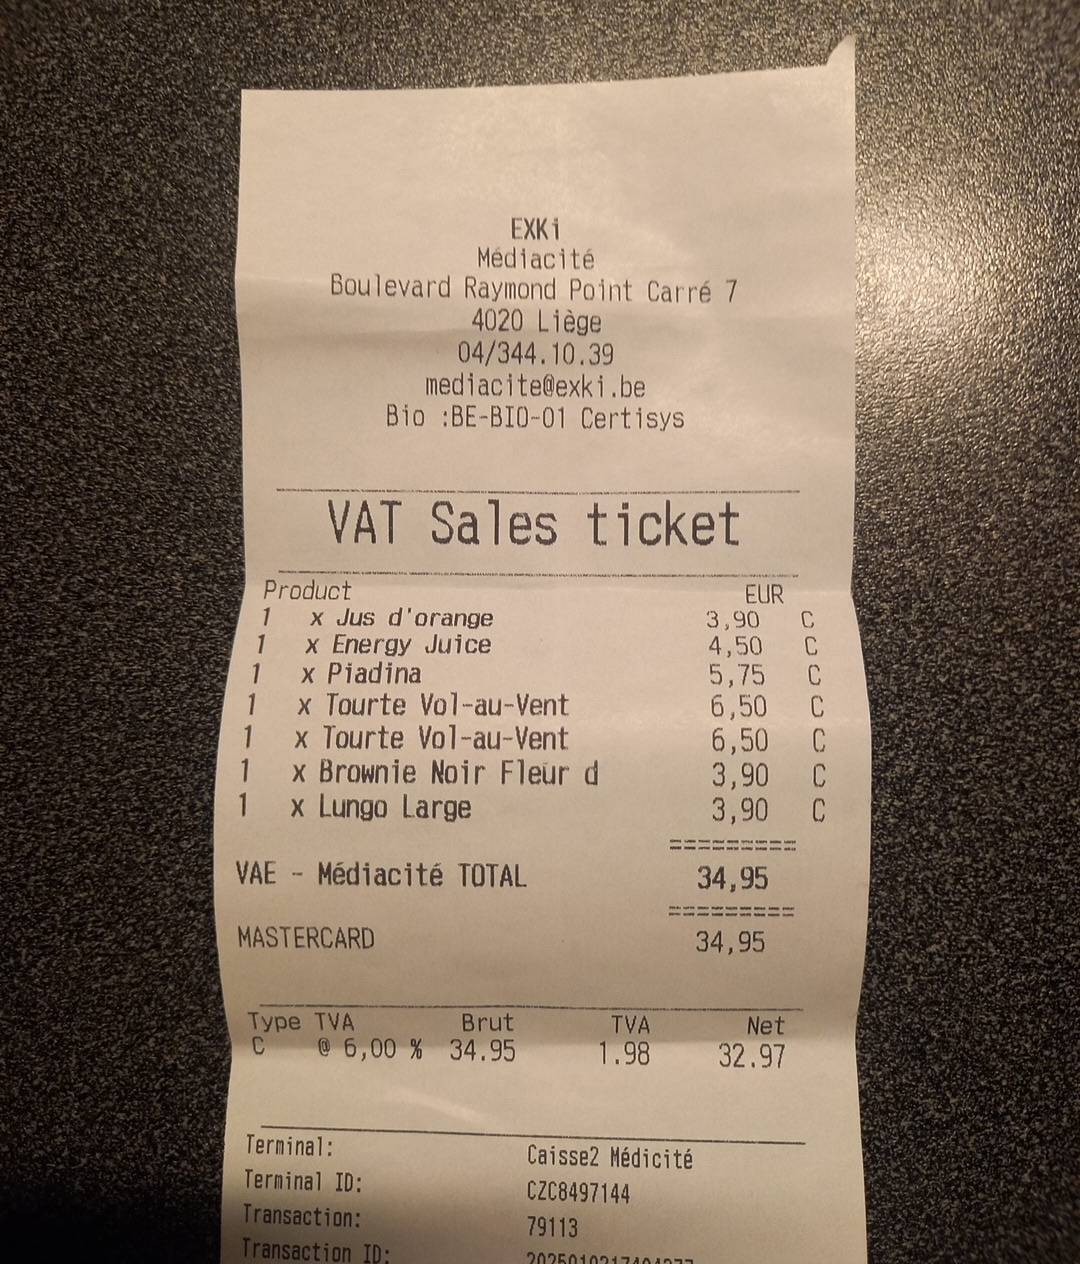 EXKi
Médiacité
Boulevard Raymond Point Carré 7
4020 Liège
04/344.10.39
mediacite@exki.be
Bio :BE-BIO-01 Certisys
VAT Sales ticket
Product EUR
1 x Jus d'orange 3,90 C
1 x Energy Juice 4,50 C
1 x Piadina 5,75 C
1 x Tourte Vol-au-Vent 6,50 C
1 x Tourte Vol-au-Vent 6,50 C
1 x Brownie Noir Fleur d 3,90 C
1 x Lungo Large 3,90 C
==========
VAE - Médiacité TOTAL 34,95
==========
MASTERCARD 34,95
Type TVA Brut TVA Net
C @ 6,00 % 34.95 1.98 32.97
Terminal: Caisse2 Médicité
Terminal ID: CZC8497144
Transaction: 79113
Transaction ID: